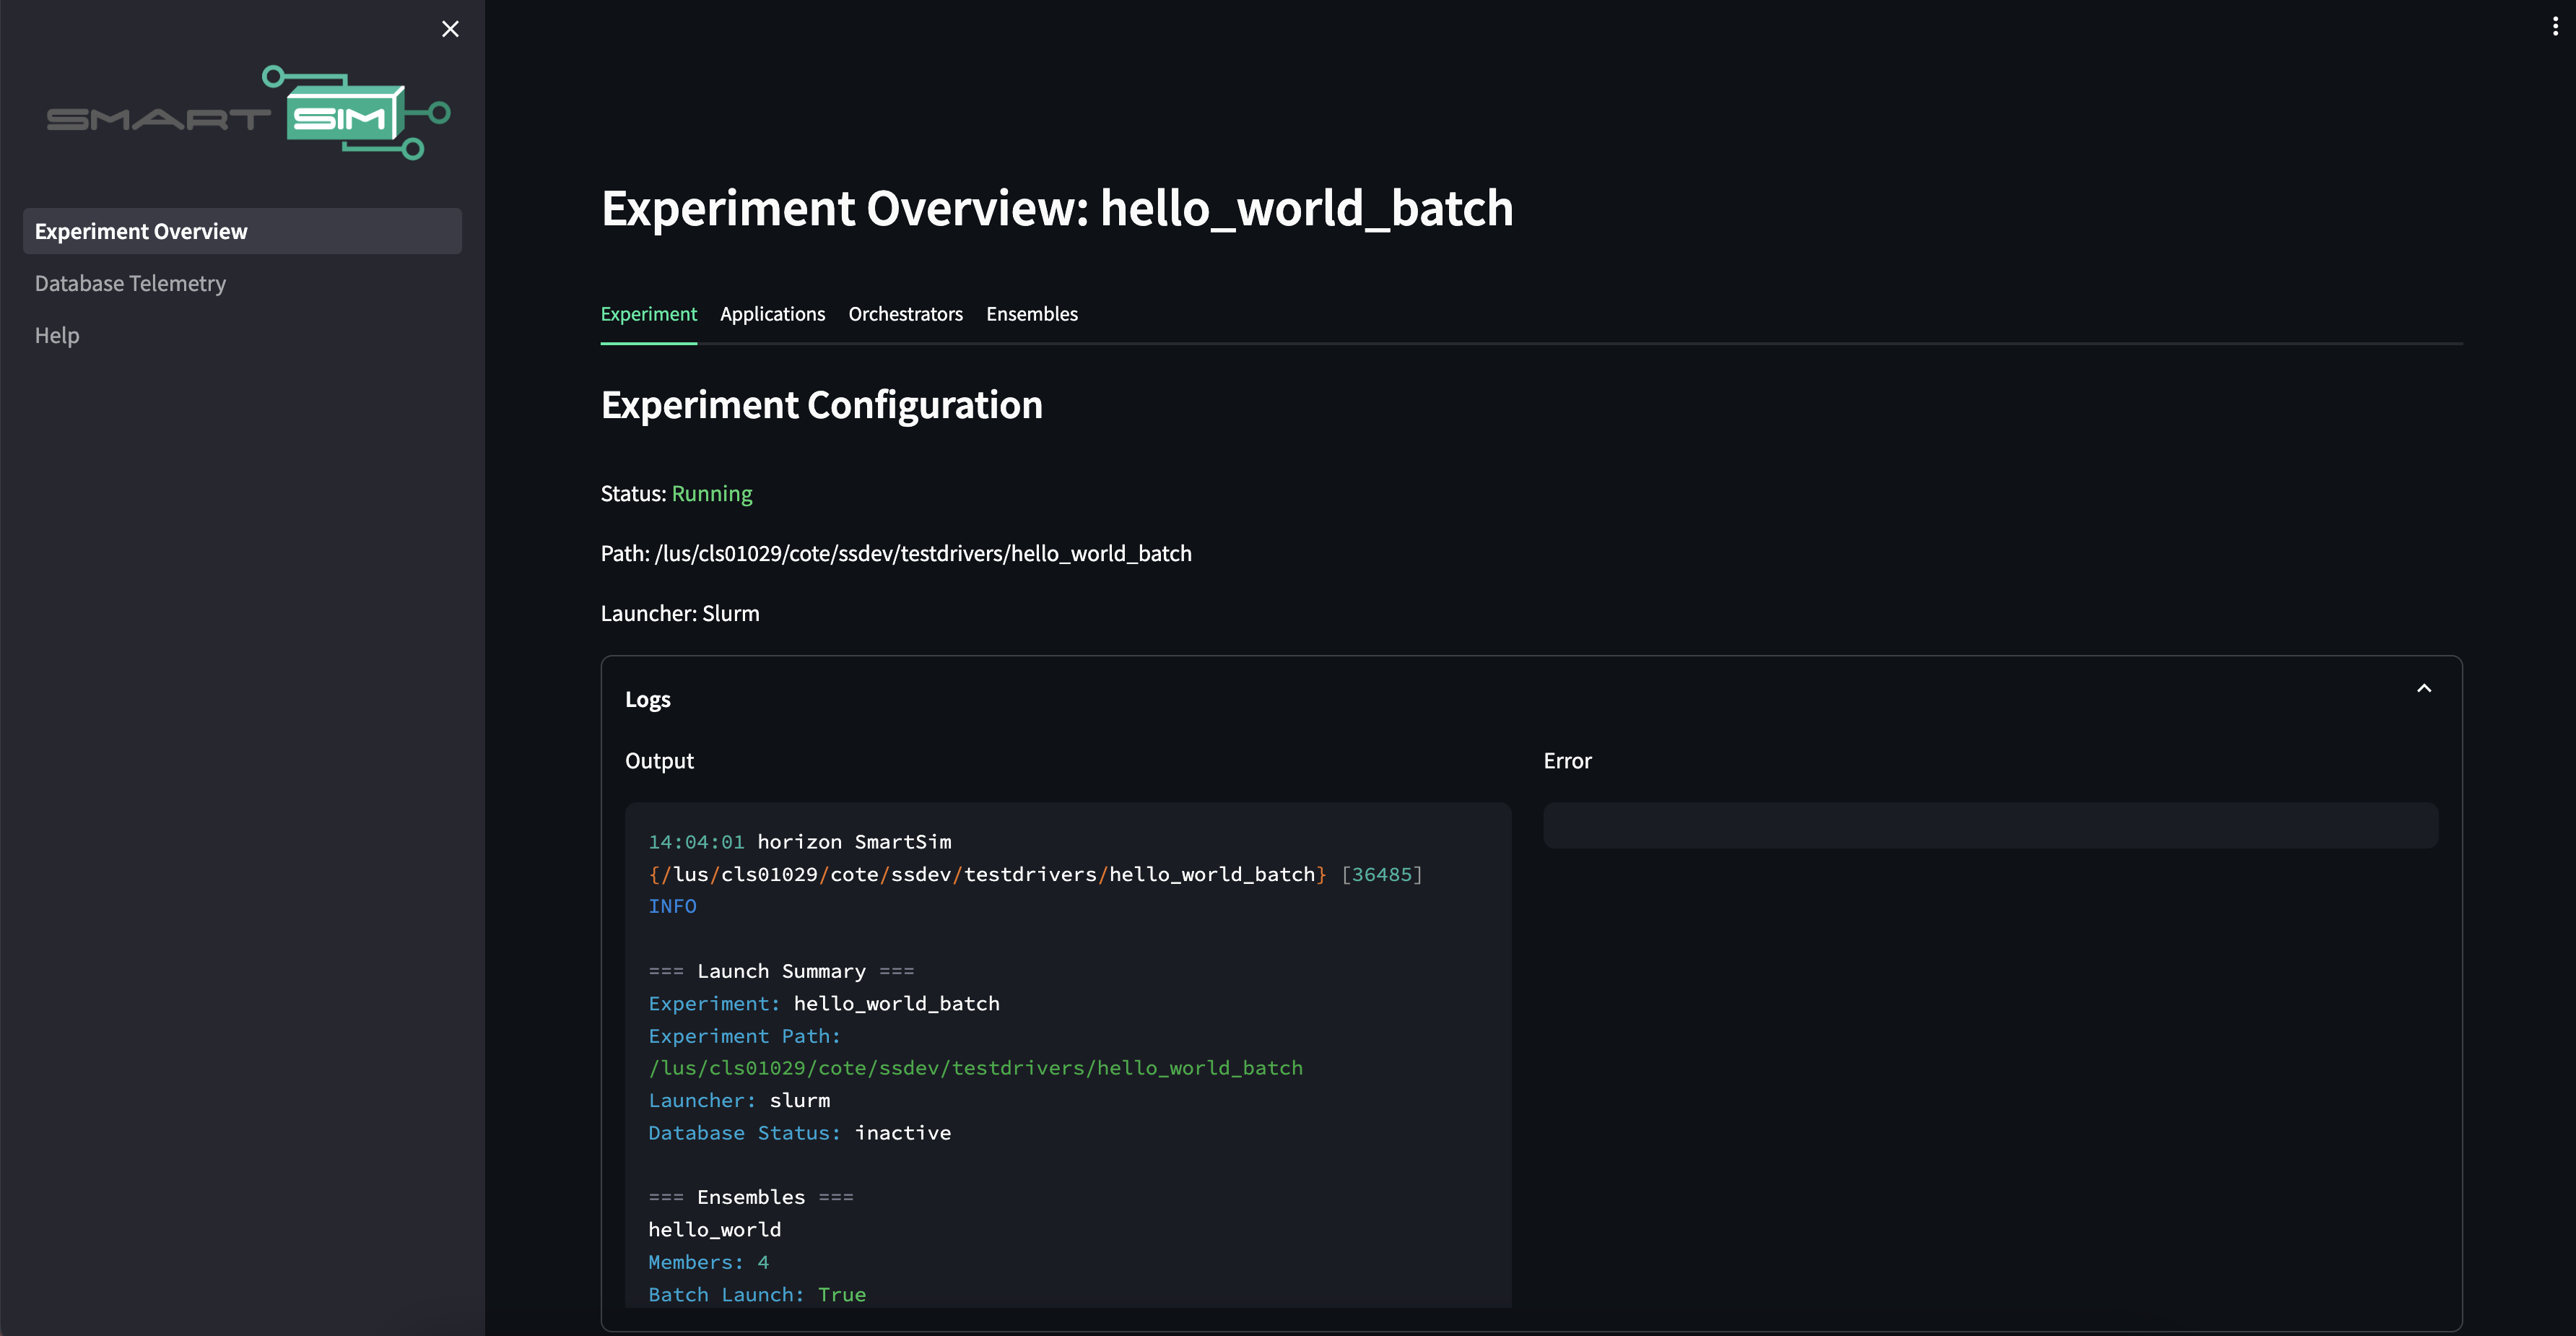 SMART SIM
Experiment Overview
Database Telemetry
Help
Experiment Overview: hello_world_batch
Experiment Applications Orchestrators Ensembles
Experiment Configuration
Status: Running
Path: /lus/cls01029/cote/ssdev/testdrivers/hello_world_batch
Launcher: Slurm
Logs
Output
14:04:01 horizon SmartSim
{/lus/cls01029/cote/ssdev/testdrivers/hello_world_batch} [36485]
INFO
=== Launch Summary ===
Experiment: hello_world_batch
Experiment Path:
/lus/cls01029/cote/ssdev/testdrivers/hello_world_batch
Launcher: slurm
Database Status: inactive
=== Ensembles ===
hello_world
Members: 4
Batch Launch: True
Error